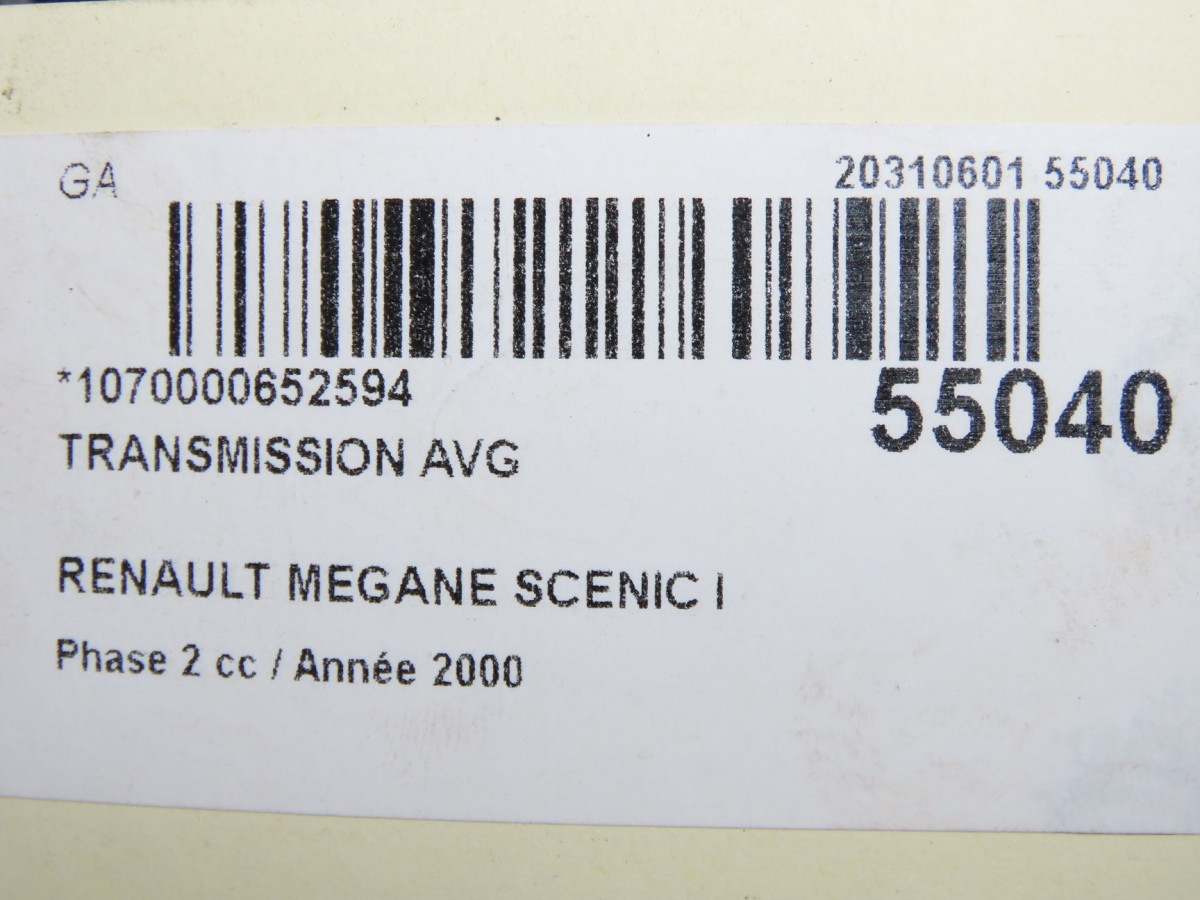 GA
20310601 55040
*1070000652594
55040
TRANSMISSION AVG
RENAULT MEGANE SCENIC I
Phase 2 cc / Année 2000